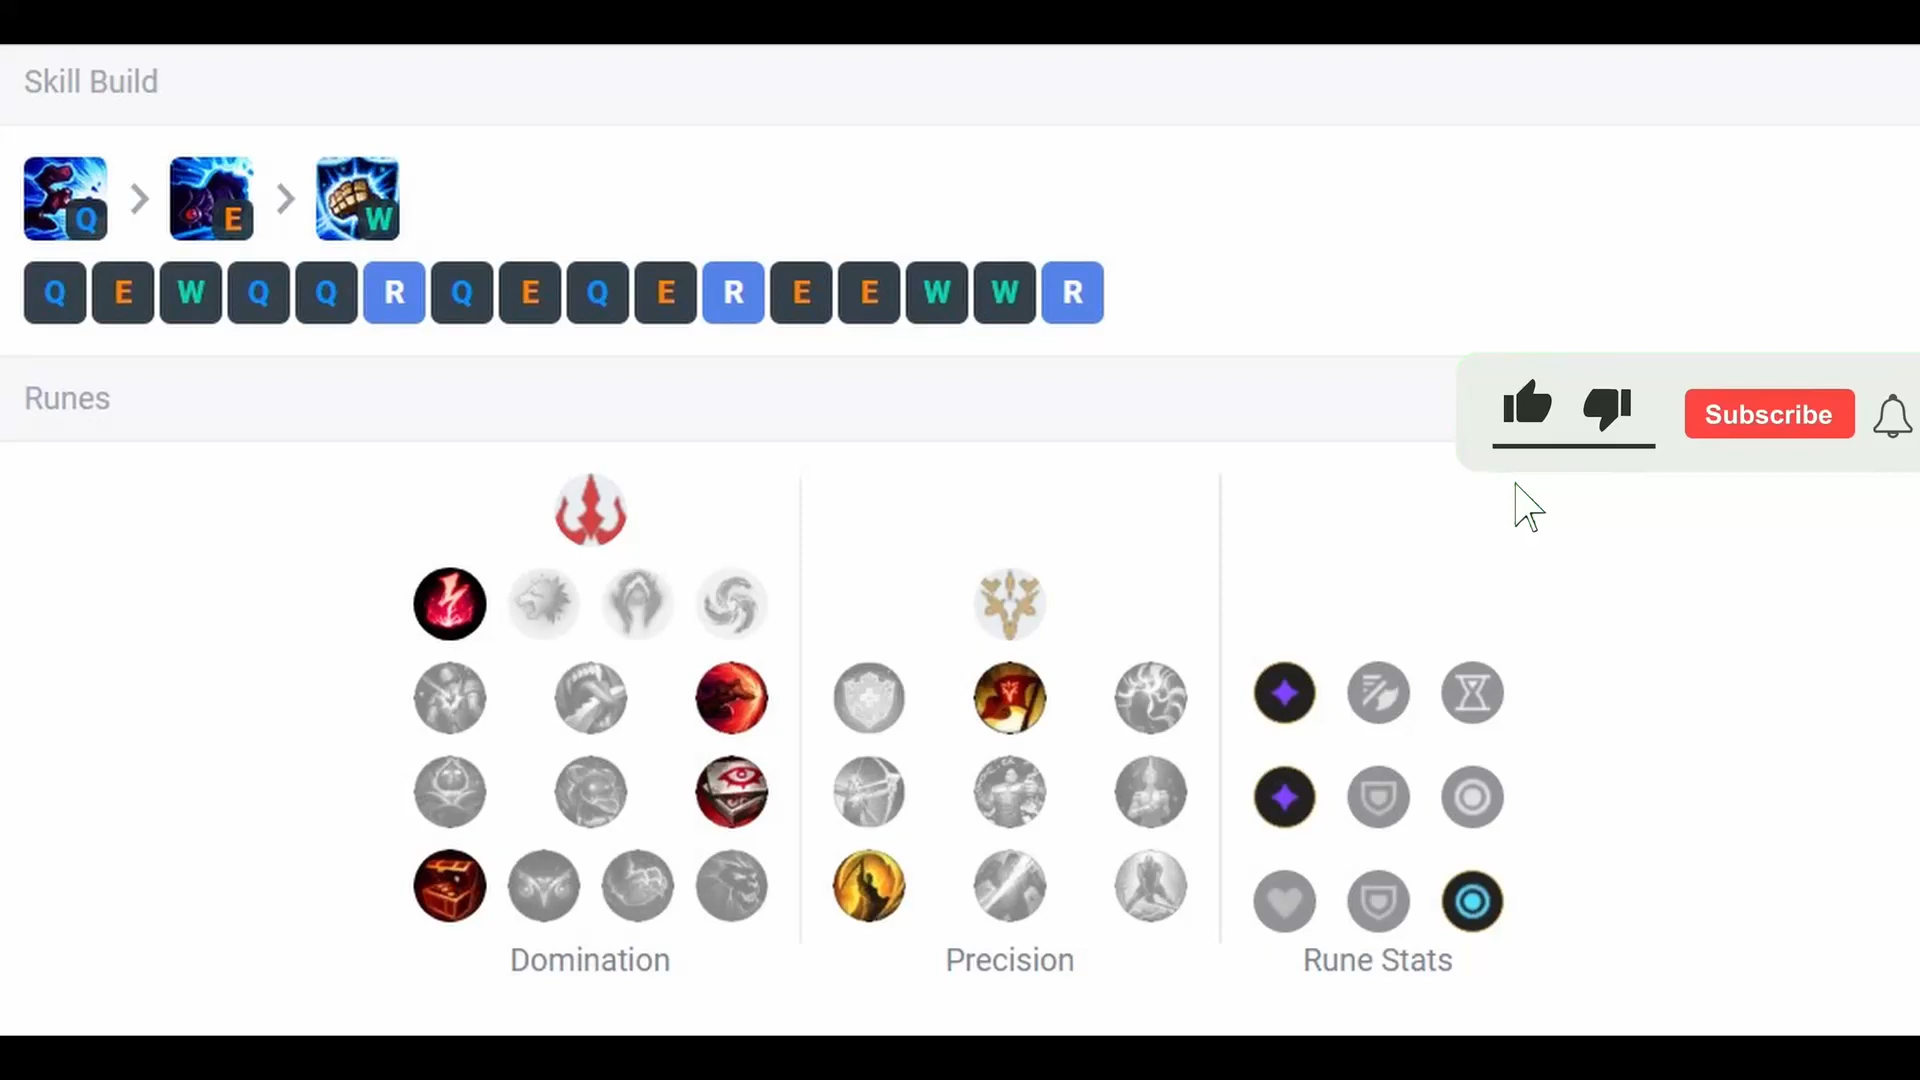 Skill Build
Q E W
Q E W Q Q R Q E Q E R E E W W R
Runes
Subscribe
Domination Precision Rune Stats